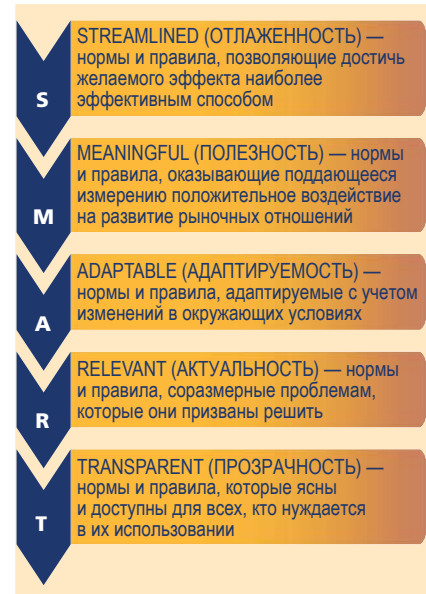 S
STREAMLINED (ОТЛАЖЕННОСТЬ) —
нормы и правила, позволяющие достичь
желаемого эффекта наиболее
эффективным способом
M
MEANINGFUL (ПОЛЕЗНОСТЬ) — нормы
и правила, оказывающие поддающееся
измерению положительное воздействие
на развитие рыночных отношений
A
ADAPTABLE (АДАПТИРУЕМОСТЬ) —
нормы и правила, адаптируемые с учетом
изменений в окружающих условиях
R
RELEVANT (АКТУАЛЬНОСТЬ) — нормы
и правила, соразмерные проблемам,
которые они призваны решить
T
TRANSPARENT (ПРОЗРАЧНОСТЬ) —
нормы и правила, которые ясны
и доступны для всех, кто нуждается
в их использовании